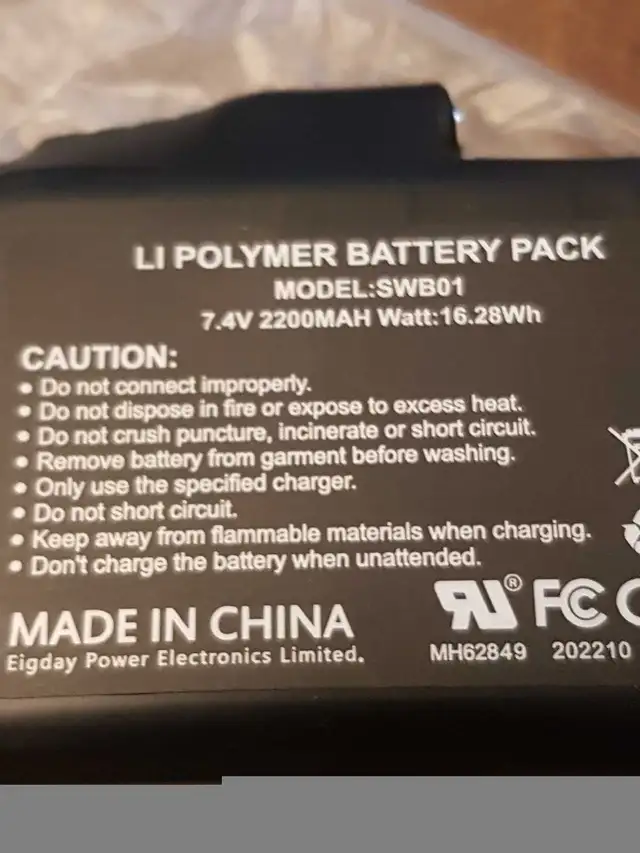 LI POLYMER BATTERY PACK
MODEL:SWB01
7.4V 2200MAH Watt:16.28Wh
CAUTION:
• Do not connect improperly.
• Do not dispose in fire or expose to excess heat.
• Do not crush puncture, incinerate or short circuit.
• Remove battery from garment before washing.
• Only use the specified charger.
• Do not short circuit.
• Keep away from flammable materials when charging.
• Don't charge the battery when unattended.
MADE IN CHINA
Eigday Power Electronics Limited.
RU® FC
MH62849 202210